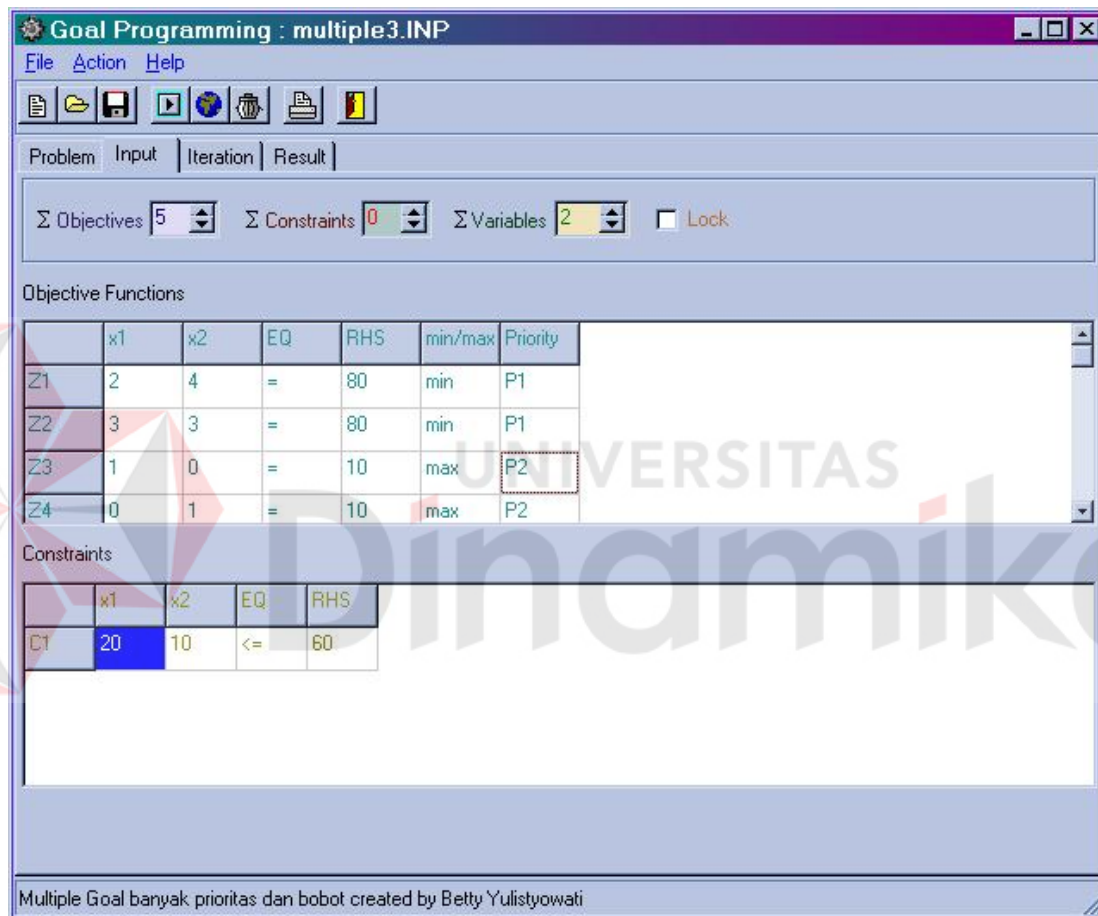 Goal Programming : multiple3.INP
File Action Help
Problem Input Iteration Result
Σ Objectives 5 Σ Constraints 0 Σ Variables 2 Lock
Objective Functions
x1 x2 EQ RHS min/max Priority
Z1 2 4 = 80 min P1
Z2 3 3 = 80 min P1
Z3 1 0 = 10 max P2
Z4 0 1 = 10 max P2
Constraints
x1 x2 EQ RHS
C1 20 10 <= 60
UNIVERSITAS
Dinamika
Multiple Goal banyak prioritas dan bobot created by Betty Yulistyowati